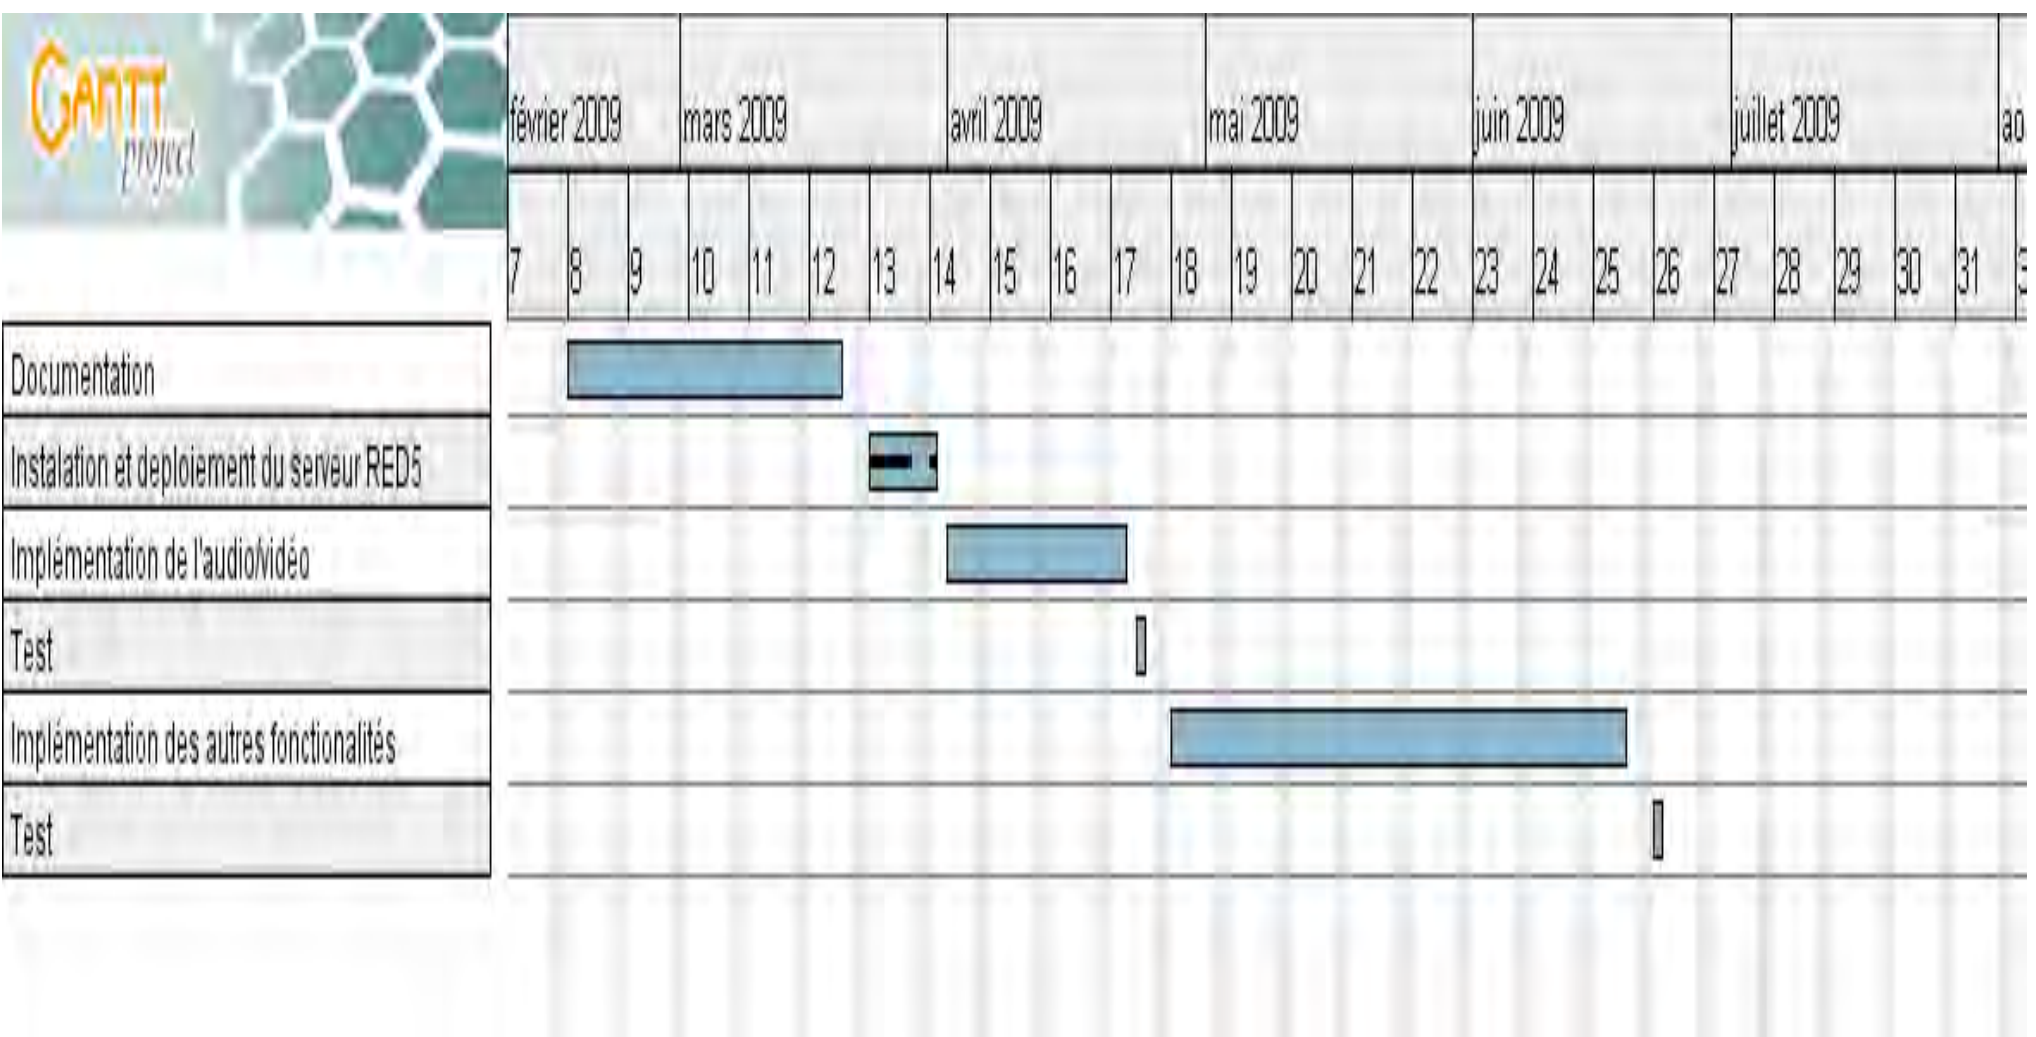 GANTT
project
février 2009 mars 2009 avril 2009 mai 2009 juin 2009 juillet 2009 ao
7 8 9 10 11 12 13 14 15 16 17 18 19 20 21 22 23 24 25 26 27 28 29 30 31 3
Documentation
Instalation et deploiement du serveur RED5
Implémentation de l'audio/vidéo
Test
Implémentation des autres fonctionalités
Test